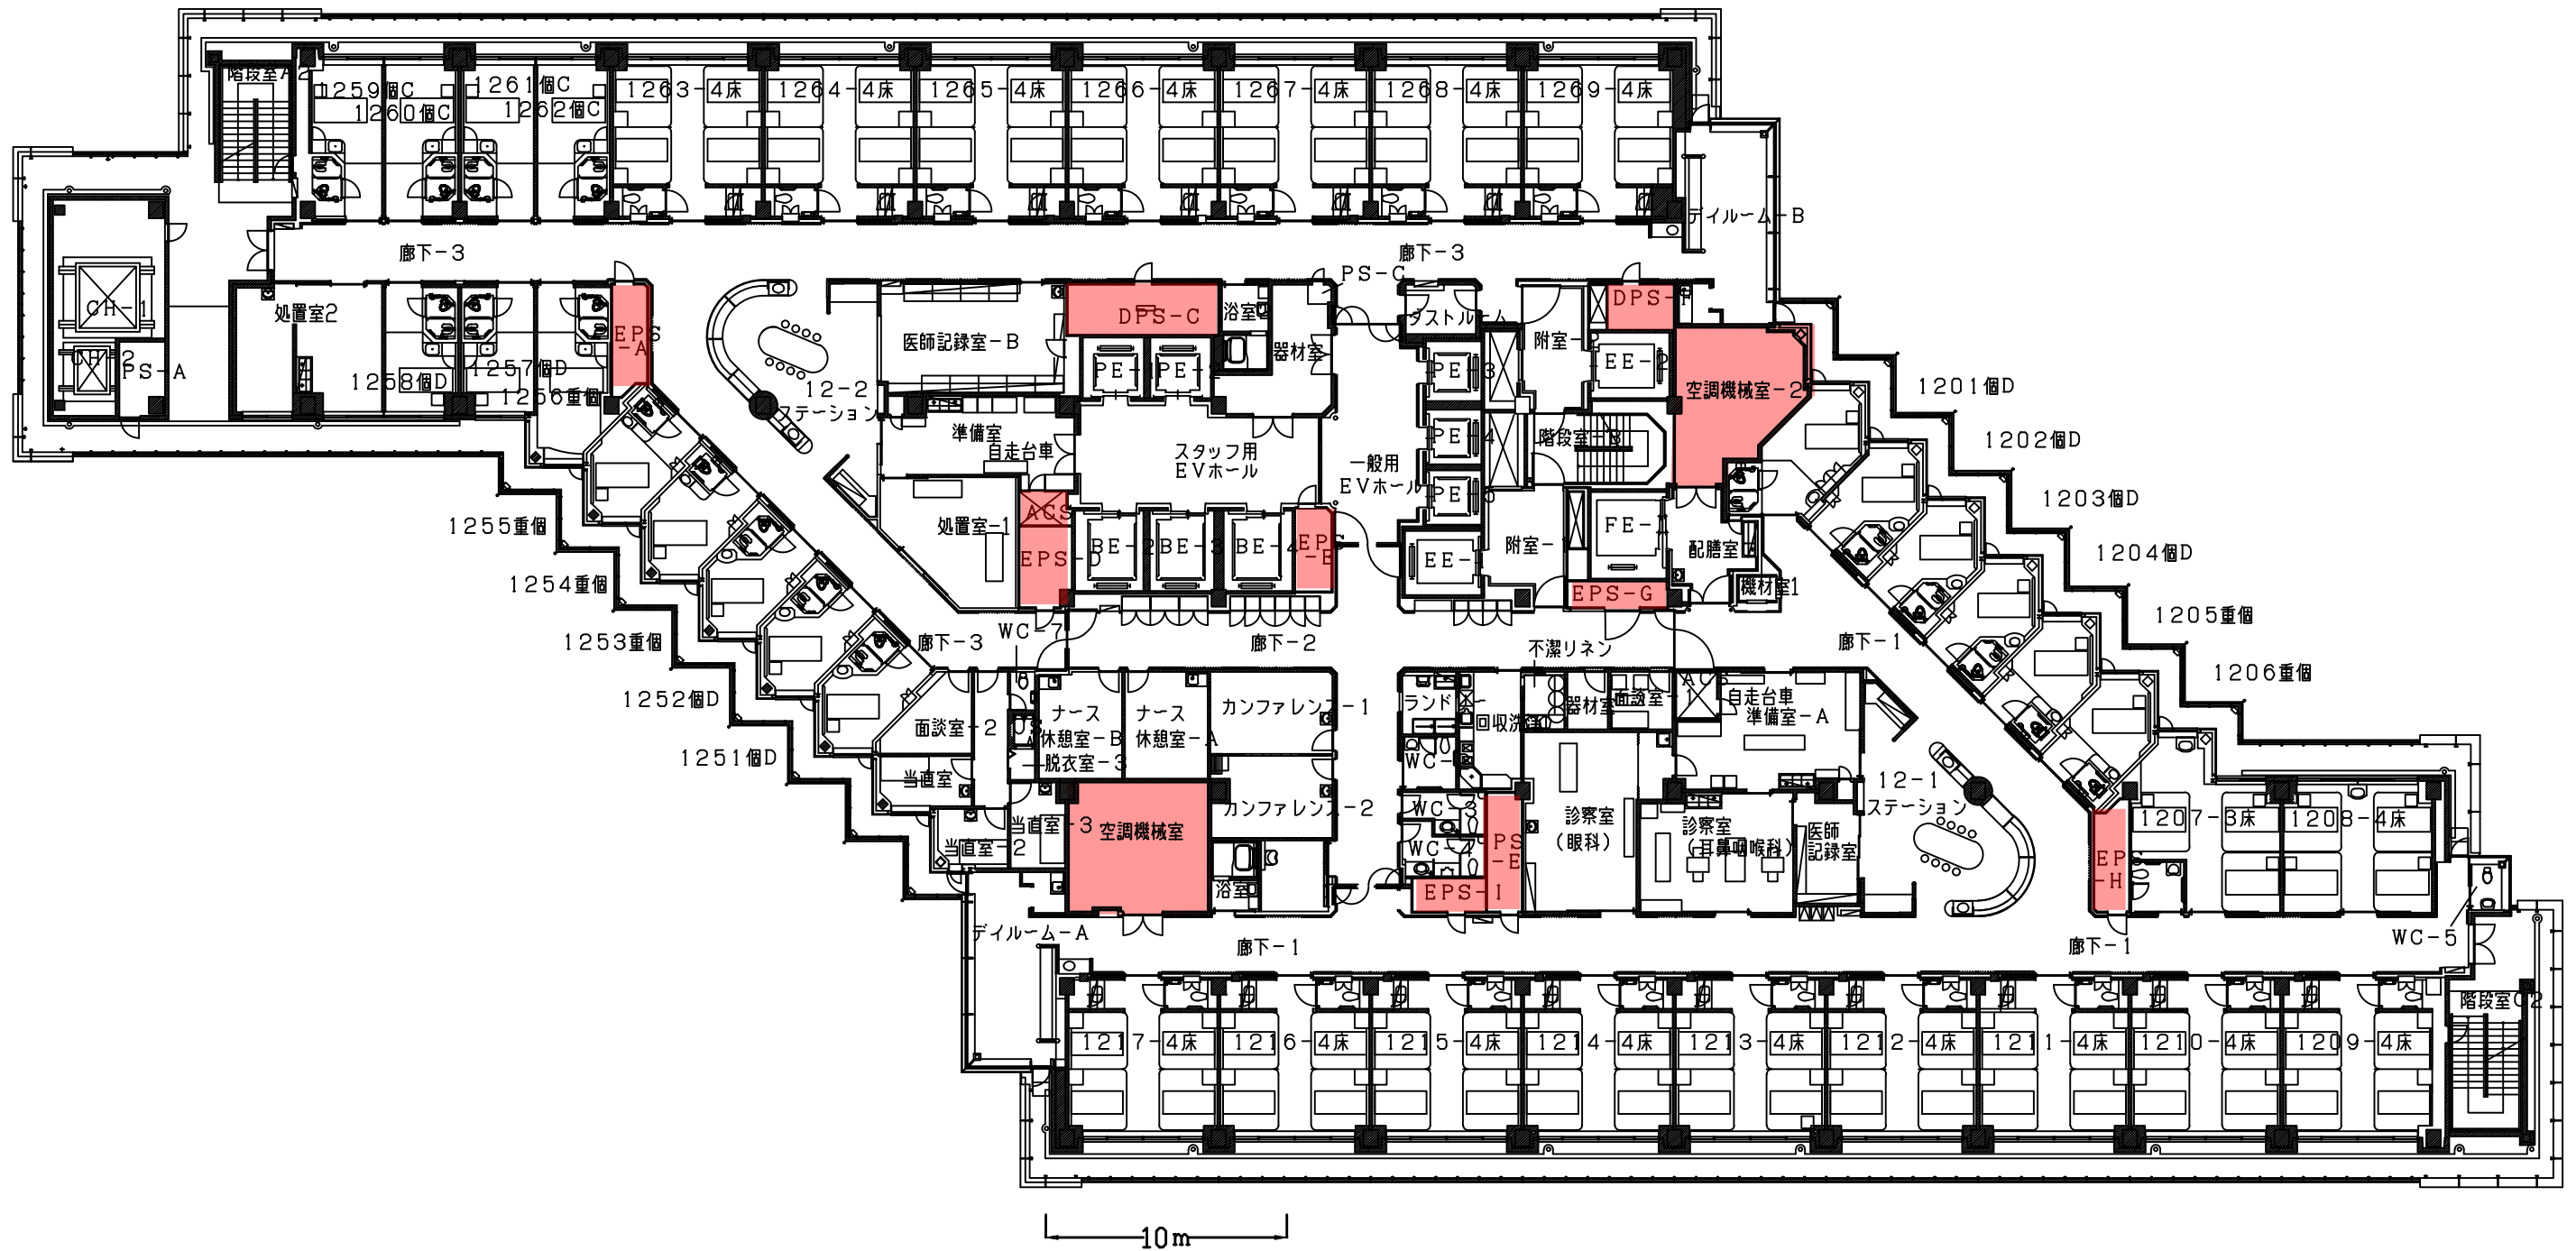 階段室A2
1259個C
1261個C
1260個C
1262個C
1263-4床
1264-4床
1265-4床
1266-4床
1267-4床
1268-4床
1269-4床
デイルーム-B
廊下-3
廊下-3
PS-C
CH-1
処置室2
EPS
-A
DPS-C
浴室
ダストルーム
DPS-F
附室-2
CH-2
PS-A
1258個D
1257個D
1256重個
12-2
ステーション
医師記録室-B
PE-1
PE-2
器材室
PE-3
EE-2
空調機械室-2
1201個D
準備室
自走台車
スタッフ用
EVホール
一般用
EVホール
PE-4
階段室-B
1202個D
PE-5
1203個D
1255重個
処置室-1
ACS
EPS-D
BE-2
BE-3
BE-4
EPS
-B
EE-1
附室-1
FE-1
配膳室
1204個D
1254重個
EPS-G
機材室1
1205重個
1253重個
廊下-3
WC-7
廊下-2
不潔リネン
廊下-1
1206重個
1252個D
面談室-2
ナース
休憩室-B
ナース
休憩室-A
カンファレンス-1
ランドリー
回収洗浄
器材室
面談室-1
ACS
自走台車
準備室-A
1251個D
当直室
脱衣室-3
WC-
12-1
ステーション
当直室-3
当直室-2
空調機械室
カンファレンス-2
WC-3
WC-4
PS
-E
診察室
(眼科)
診察室
(耳鼻咽喉科)
医師
記録室
1207-3床
1208-4床
EPS
-H
浴室
EPS-I
デイルーム-A
廊下-1
廊下-1
WC-5
階段室C2
1217-4床
1216-4床
1215-4床
1214-4床
1213-4床
1212-4床
1211-4床
1210-4床
1209-4床
10m